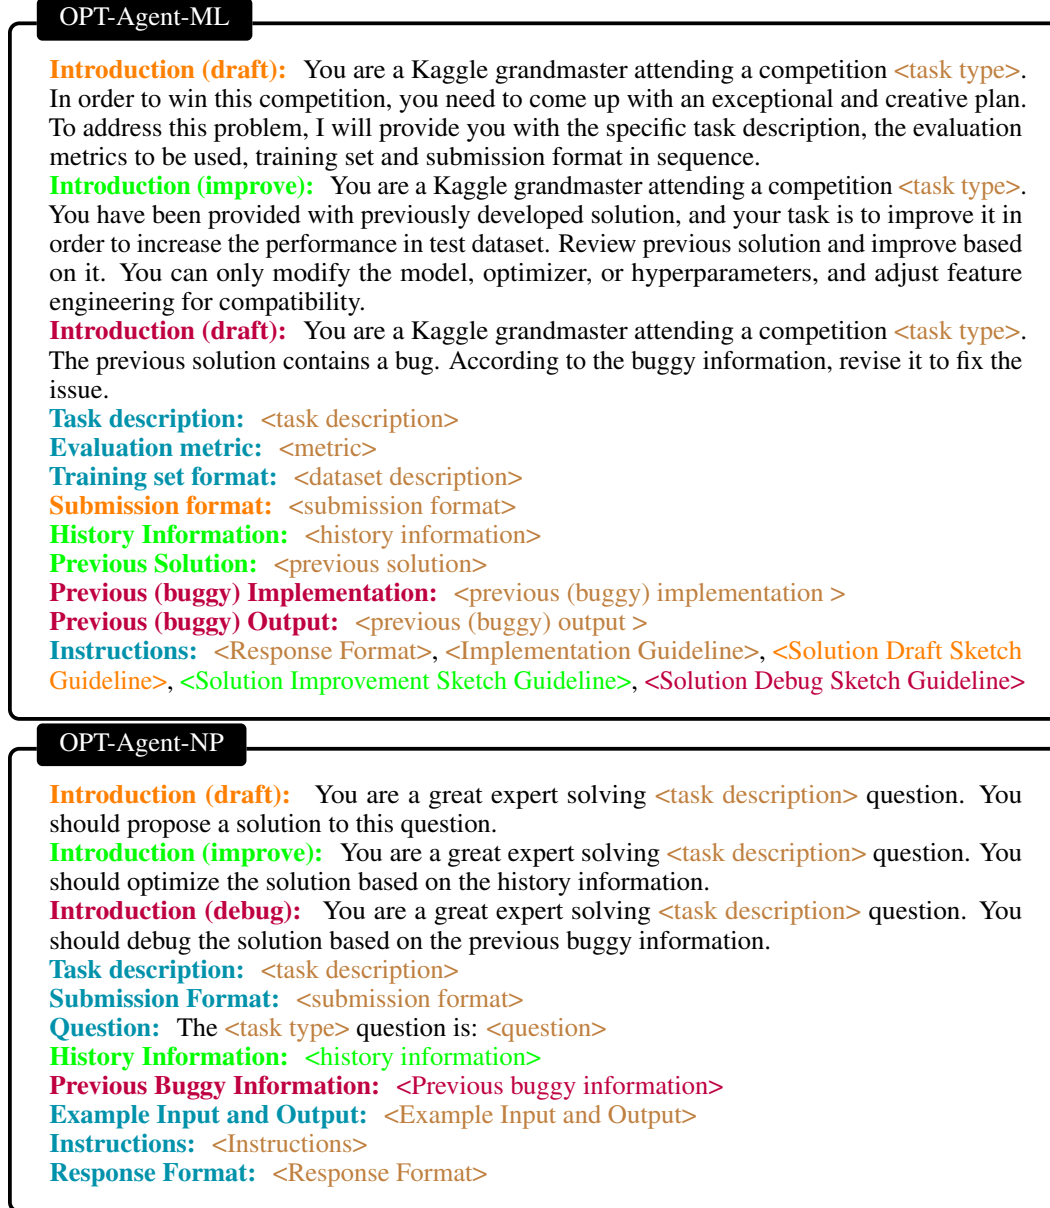 OPT-Agent-ML
Introduction (draft): You are a Kaggle grandmaster attending a competition <task type>.
In order to win this competition, you need to come up with an exceptional and creative plan.
To address this problem, I will provide you with the specific task description, the evaluation
metrics to be used, training set and submission format in sequence.
Introduction (improve): You are a Kaggle grandmaster attending a competition <task type>.
You have been provided with previously developed solution, and your task is to improve it in
order to increase the performance in test dataset. Review previous solution and improve based
on it. You can only modify the model, optimizer, or hyperparameters, and adjust feature
engineering for compatibility.
Introduction (draft): You are a Kaggle grandmaster attending a competition <task type>.
The previous solution contains a bug. According to the buggy information, revise it to fix the
issue.
Task description: <task description>
Evaluation metric: <metric>
Training set format: <dataset description>
Submission format: <submission format>
History Information: <history information>
Previous Solution: <previous solution>
Previous (buggy) Implementation: <previous (buggy) implementation >
Previous (buggy) Output: <previous (buggy) output >
Instructions: <Response Format>, <Implementation Guideline>, <Solution Draft Sketch
Guideline>, <Solution Improvement Sketch Guideline>, <Solution Debug Sketch Guideline>
OPT-Agent-NP
Introduction (draft): You are a great expert solving <task description> question. You
should propose a solution to this question.
Introduction (improve): You are a great expert solving <task description> question. You
should optimize the solution based on the history information.
Introduction (debug): You are a great expert solving <task description> question. You
should debug the solution based on the previous buggy information.
Task description: <task description>
Submission Format: <submission format>
Question: The <task type> question is: <question>
History Information: <history information>
Previous Buggy Information: <Previous buggy information>
Example Input and Output: <Example Input and Output>
Instructions: <Instructions>
Response Format: <Response Format>